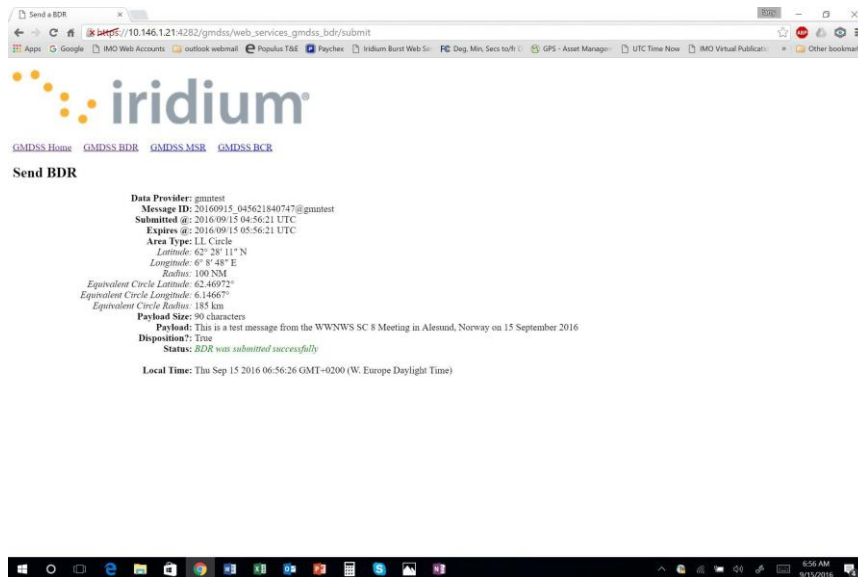 Send a BDR
https://10.146.1.21:4282/gmdss/web_services_gmdss_bdr/submit
Apps Google IMO Web Accounts outlook webmail Populus T&E Paychex Iridium Burst Web Se Deg, Min, Secs to/fr GPS - Asset Manage UTC Time Now IMO Virtual Publicati » Other bookmar
iridium
GMDSS Home GMDSS BDR GMDSS MSR GMDSS BCR
Send BDR
Data Provider: gmntest
Message ID: 20160915_045621840747@gmntest
Submitted @: 2016/09/15 04:56:21 UTC
Expires @: 2016/09/15 05:56:21 UTC
Area Type: LL Circle
Latitude: 62° 28' 11" N
Longitude: 6° 8' 48" E
Radius: 100 NM
Equivalent Circle Latitude: 62.46972°
Equivalent Circle Longitude: 6.14667°
Equivalent Circle Radius: 185 km
Payload Size: 90 characters
Payload: This is a test message from the WWNWS SC 8 Meeting in Alesund, Norway on 15 September 2016
Disposition?: True
Status: BDR was submitted successfully
Local Time: Thu Sep 15 2016 06:56:26 GMT+0200 (W. Europe Daylight Time)
6:56 AM
9/15/2016